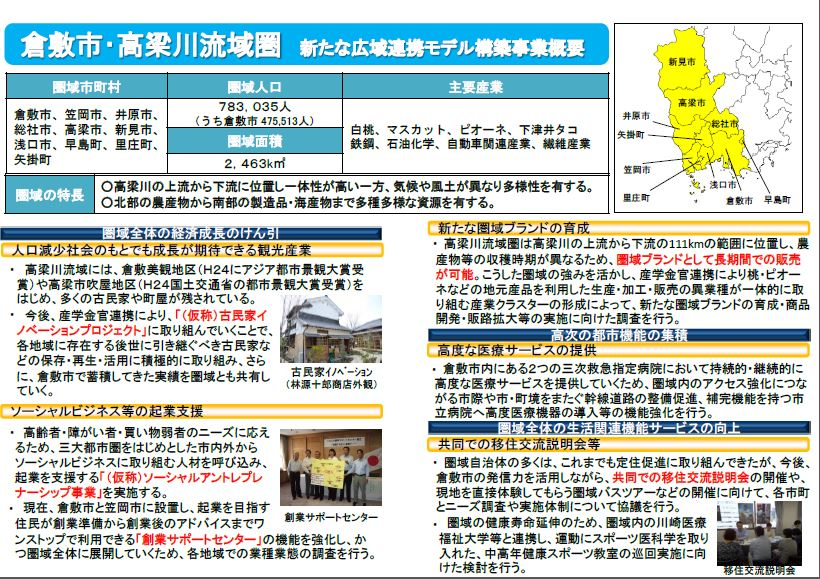 倉敷市・高梁川流域圏 新たな広域連携モデル構築事業概要
圏域市町村
圏域人口
主要産業
倉敷市、笠岡市、井原市、
総社市、高梁市、新見市、
浅口市、早島町、里庄町、
矢掛町
783,035人
(うち倉敷市 475,513人)
圏域面積
2,463k㎡
白桃、マスカット、ピオーネ、下津井タコ
鉄鋼、石油化学、自動車関連産業、繊維産業
圏域の特長
○高梁川の上流から下流に位置し一体性が高い一方、気候や風土が異なり多様性を有する。
○北部の農産物から南部の製造品・海産物まで多種多様な資源を有する。
新見市
高梁市
井原市
総社市
矢掛町
笠岡市
浅口市
里庄町
倉敷市
早島町
圏域全体の経済成長のけん引
人口減少社会のもとでも成長が期待できる観光産業
・ 高梁川流域には、倉敷美観地区(H24にアジア都市景観大賞受
賞)や高梁市吹屋地区(H24国土交通省の都市景観大賞受賞)を
はじめ、多くの古民家や町屋が残されている。
・ 今後、産学金官連携により、「(仮称)古民家イ
ノベーションプロジェクト」に取り組んでいくことで、
各地域に存在する後世に引き継ぐべき古民家な
どの保存・再生・活用に積極的に取り組み、さら
に、倉敷市で蓄積してきた実績を圏域とも共有し
ていく。
古民家イノベーション
(林源十郎商店外観)
ソーシャルビジネス等の起業支援
・ 高齢者・障がい者・買い物弱者のニーズに応え
るため、三大都市圏をはじめとした市内外から
ソーシャルビジネスに取り組む人材を呼び込み、
起業を支援する「(仮称)ソーシャルアントレプレ
ナーシップ事業」を実施する。
・ 現在、倉敷市と笠岡市に設置し、起業を目指す
住民が創業準備から創業後のアドバイスまでワ
ンストップで利用できる「創業サポートセンター」の機能を強化し、か
つ圏域全体に展開していくため、各地域での業種業態の調査を行う。
創業サポートセンター
新たな圏域ブランドの育成
・ 高梁川流域圏は高梁川の上流から下流の111kmの範囲に位置し、農
産物等の収穫時期が異なるため、圏域ブランドとして長期間での販売
が可能。こうした圏域の強みを活かし、産学金官連携により桃・ピオー
ネなどの地元産品を利用した生産・加工・販売の異業種が一体的に取
り組む産業クラスターの形成によって、新たな圏域ブランドの育成・商品
開発・販路拡大等の実施に向けた調査を行う。
高次の都市機能の集積
高度な医療サービスの提供
・ 倉敷市内にある2つの三次救急指定病院において持続的・継続的に
高度な医療サービスを提供していくため、圏域内のアクセス強化につな
がる市際や市・町境をまたぐ幹線道路の整備促進、補完機能を持つ市
立病院へ高度医療機器の導入等の機能強化を行う。
圏域全体の生活関連機能サービスの向上
共同での移住交流説明会等
・ 圏域自治体の多くは、これまでも定住促進に取り組んできたが、今後、
倉敷市の発信力を活用しながら、共同での移住交流説明会の開催や、
現地を直接体験してもらう圏域バスツアーなどの開催に向けて、各市町
とニーズ調査や実施体制について協議を行う。
・ 圏域の健康寿命延伸のため、圏域内の川崎医療
福祉大学等と連携し、運動にスポーツ医科学を取り
入れた、中高年健康スポーツ教室の巡回実施に向
けた検討を行う。
移住交流説明会